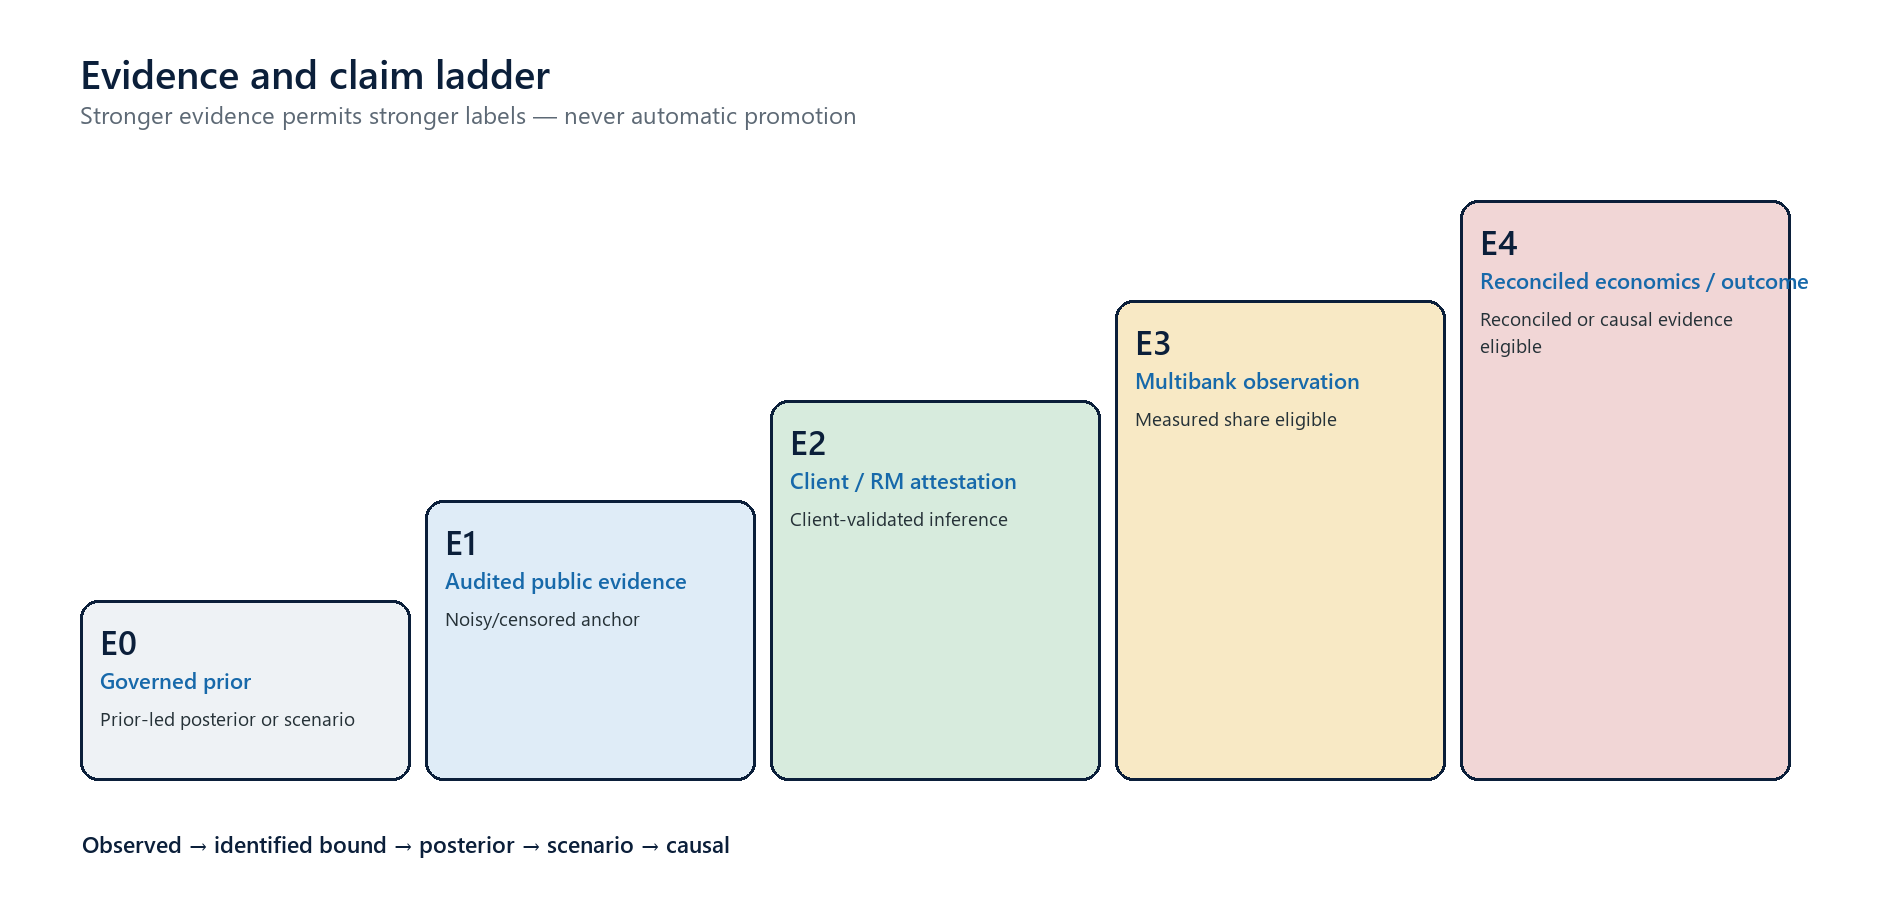 Evidence and claim ladder
Stronger evidence permits stronger labels — never automatic promotion
E0
Governed prior
Prior-led posterior or scenario
E1
Audited public evidence
Noisy/censored anchor
E2
Client / RM attestation
Client-validated inference
E3
Multibank observation
Measured share eligible
E4
Reconciled economics / outcome
Reconciled or causal evidence
eligible
Observed → identified bound → posterior → scenario → causal